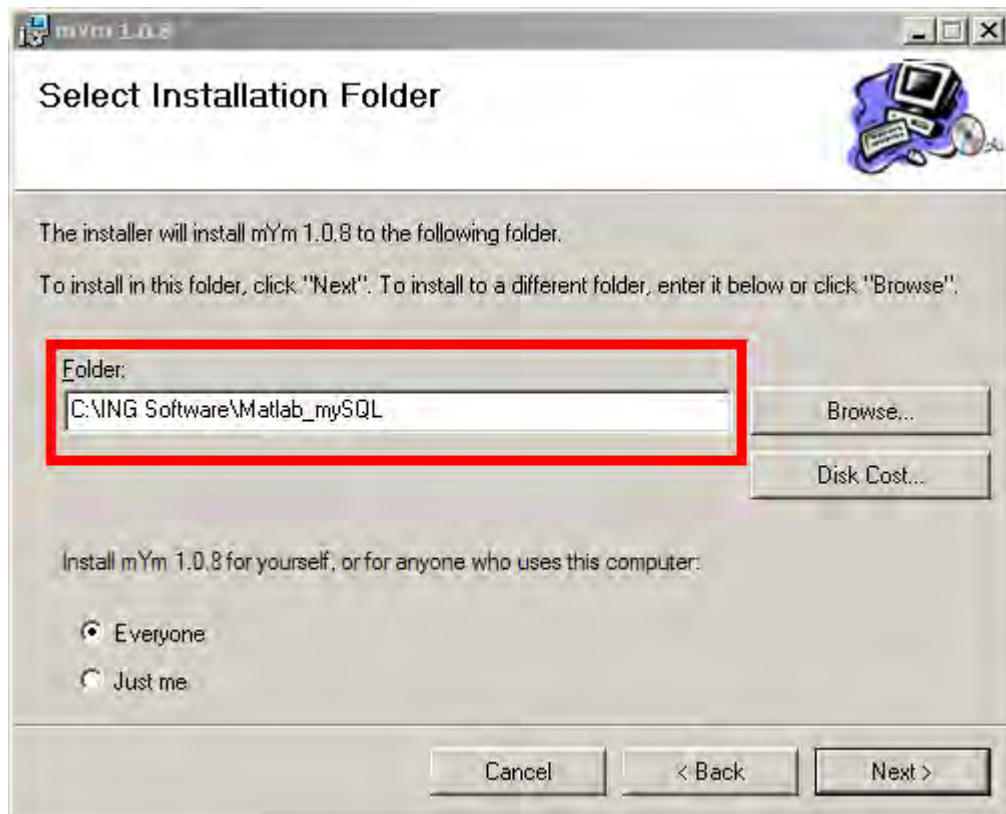 mYm 1.0.8
Select Installation Folder
The installer will install mYm 1.0.8 to the following folder.
To install in this folder, click "Next". To install to a different folder, enter it below or click "Browse".
Folder:
C:\ING Software\Matlab_mySQL
Browse...
Disk Cost...
Install mYm 1.0.8 for yourself, or for anyone who uses this computer:
Everyone
Just me
Cancel
< Back
Next >